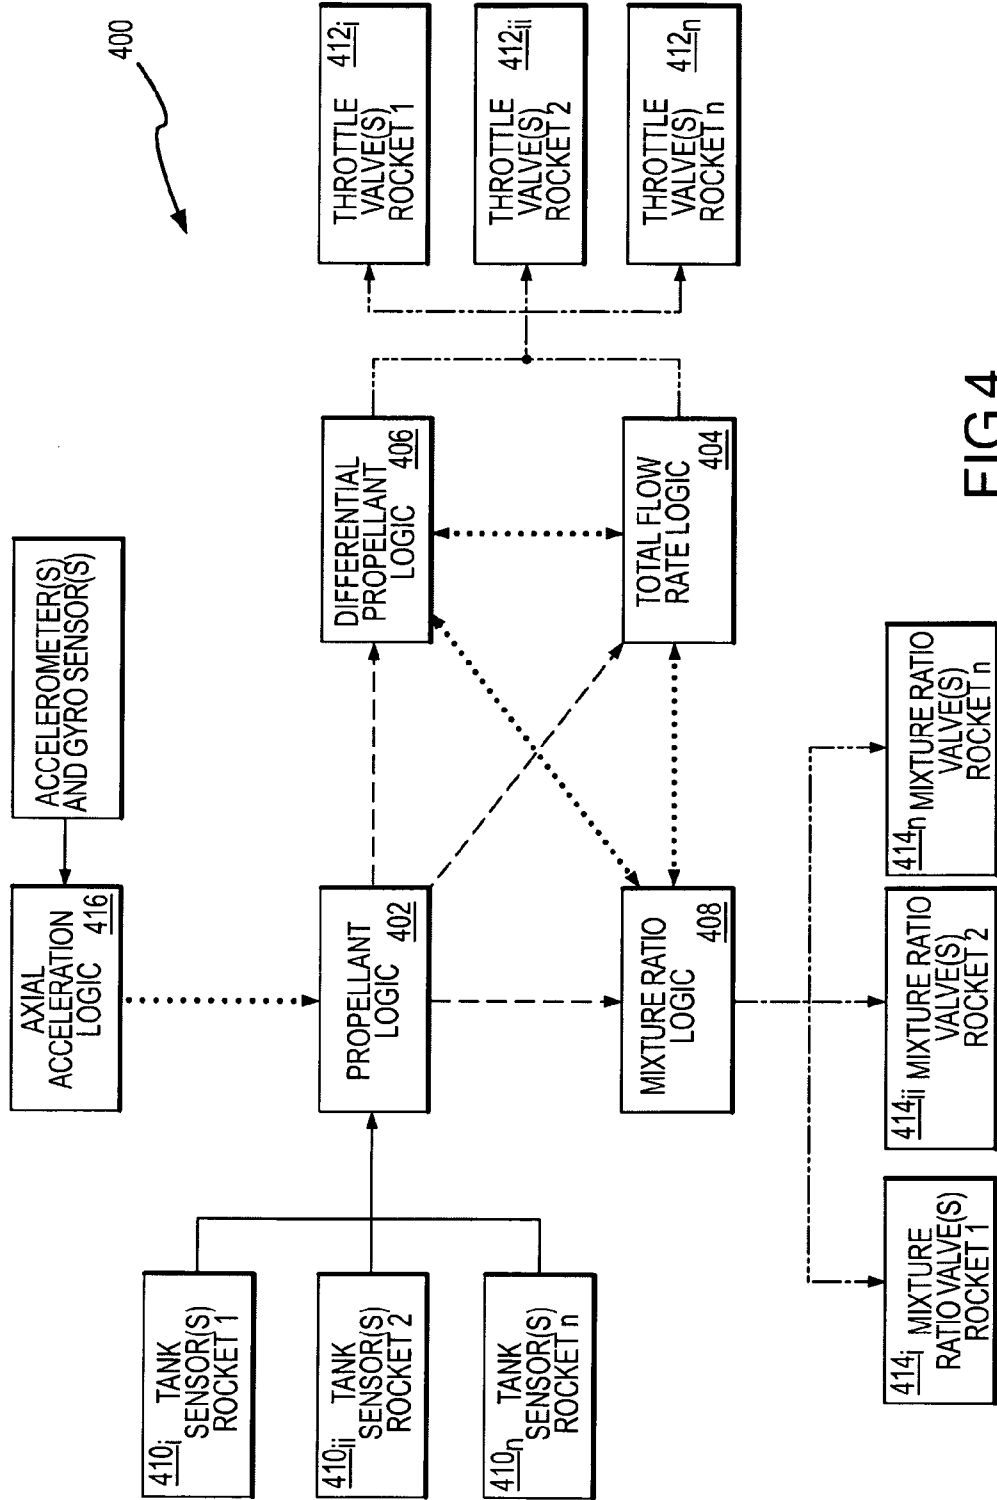 400
ACCELEROMETER(S)
AND GYRO SENSOR(S)
AXIAL
ACCELERATION
LOGIC 416
410i TANK
SENSOR(S)
ROCKET 1
410ii TANK
SENSOR(S)
ROCKET 2
410n TANK
SENSOR(S)
ROCKET n
PROPELLANT
LOGIC 402
DIFFERENTIAL
PROPELLANT
LOGIC 406
MIXTURE RATIO
LOGIC 408
TOTAL FLOW
RATE LOGIC
404
THROTTLE 412i
VALVE(S)
ROCKET 1
THROTTLE 412ii
VALVE(S)
ROCKET 2
THROTTLE 412n
VALVE(S)
ROCKET n
414i MIXTURE
RATIO VALVE(S)
ROCKET 1
414ii MIXTURE RATIO
VALVE(S)
ROCKET 2
414n MIXTURE RATIO
VALVE(S)
ROCKET n
FIG 4